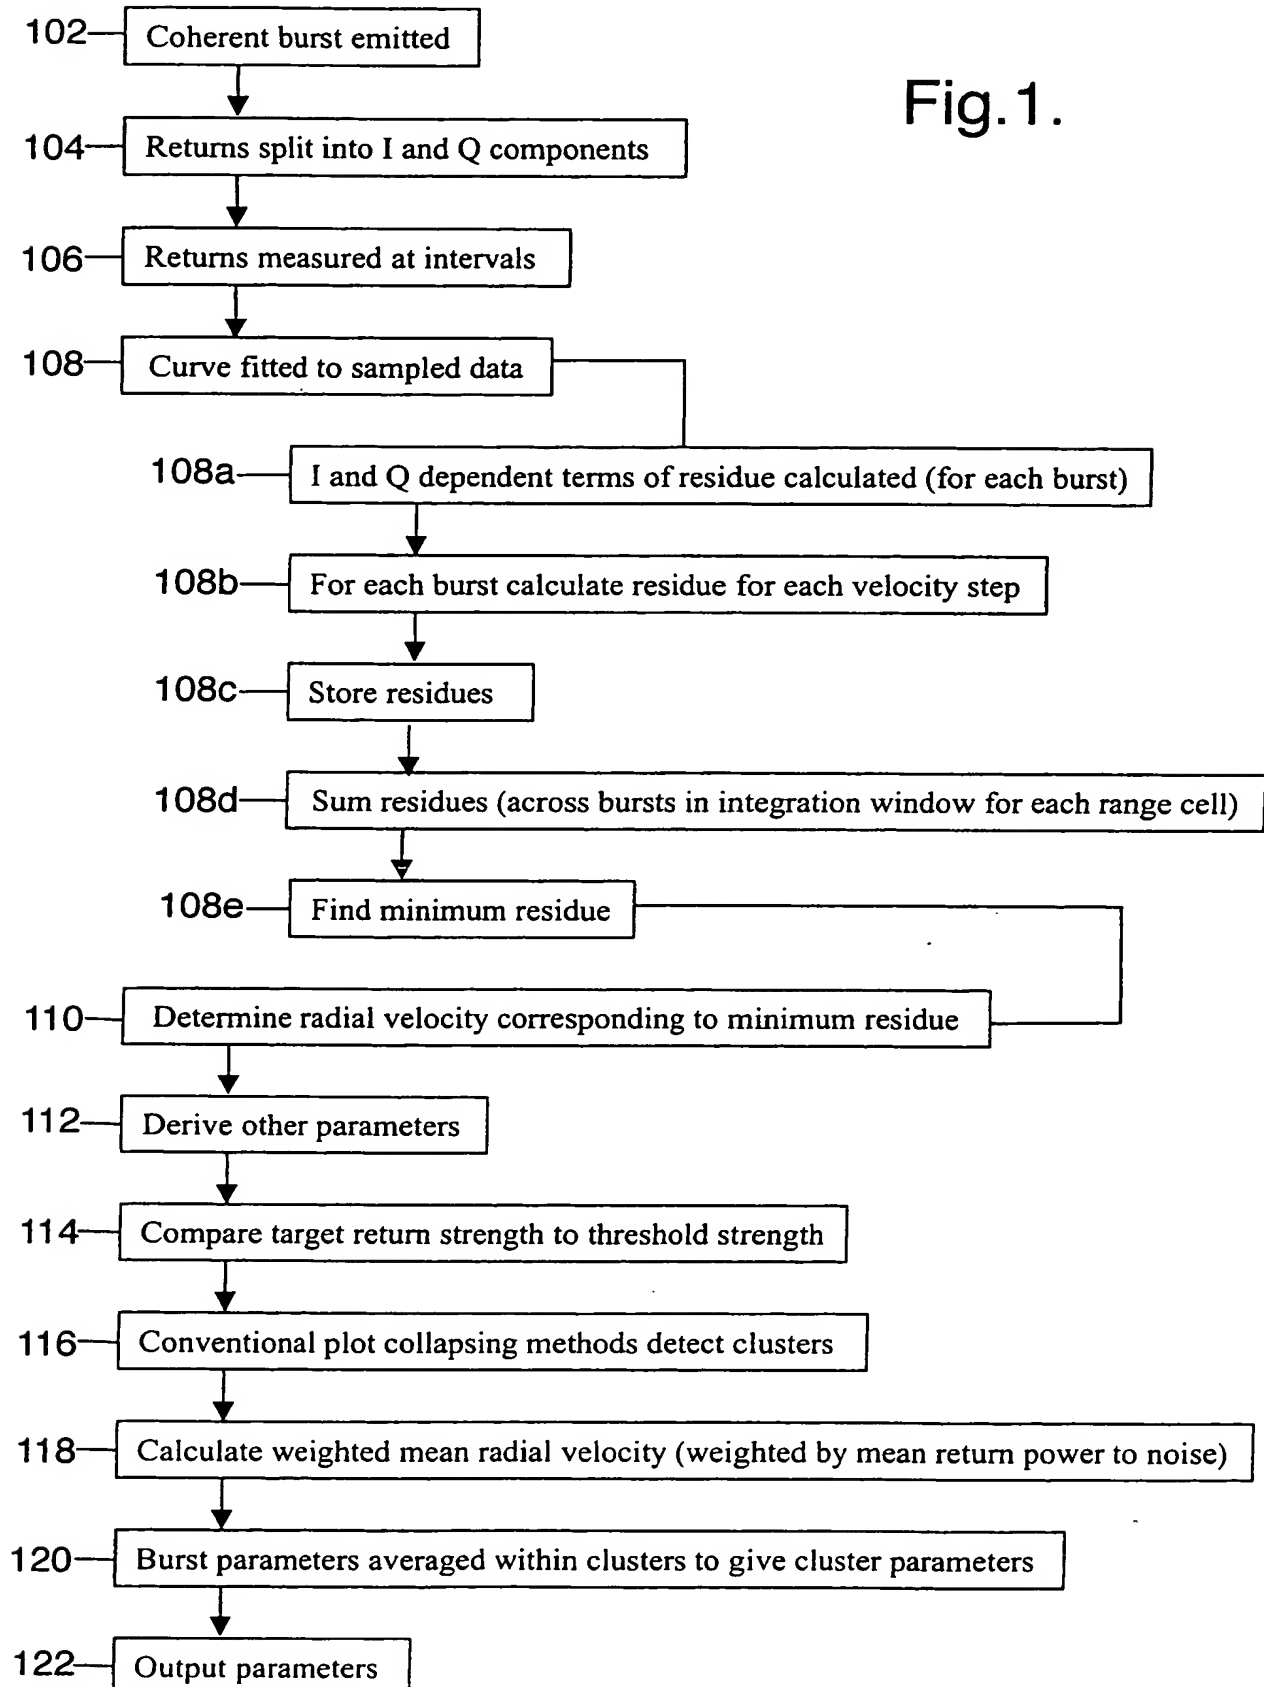 Fig.1.
102 Coherent burst emitted
104 Returns split into I and Q components
106 Returns measured at intervals
108 Curve fitted to sampled data
108a I and Q dependent terms of residue calculated (for each burst)
108b For each burst calculate residue for each velocity step
108c Store residues
108d Sum residues (across bursts in integration window for each range cell)
108e Find minimum residue
110 Determine radial velocity corresponding to minimum residue
112 Derive other parameters
114 Compare target return strength to threshold strength
116 Conventional plot collapsing methods detect clusters
118 Calculate weighted mean radial velocity (weighted by mean return power to noise)
120 Burst parameters averaged within clusters to give cluster parameters
122 Output parameters